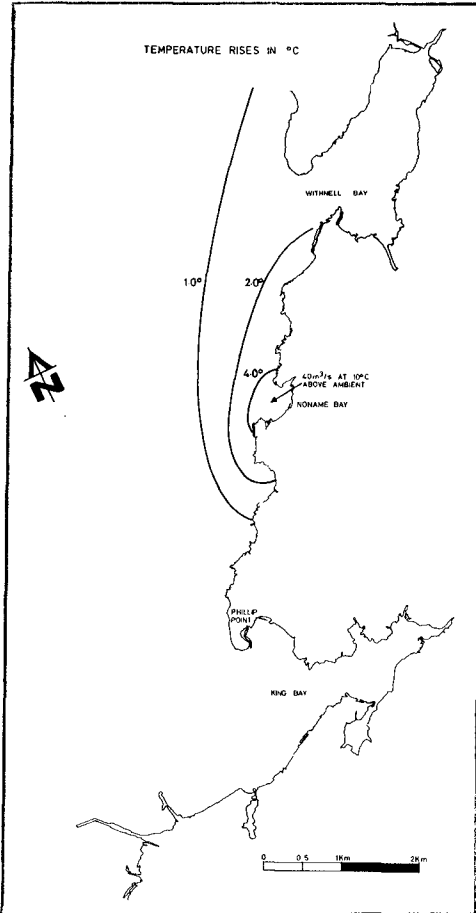 TEMPERATURE RISES IN °C
WITHNELL BAY
1.0°
2.0°
4.0°
40m³/s AT 10°C
ABOVE AMBIENT
NONAME BAY
N
PHILLIP
POINT
KING BAY
0 0.5 1Km 2Km